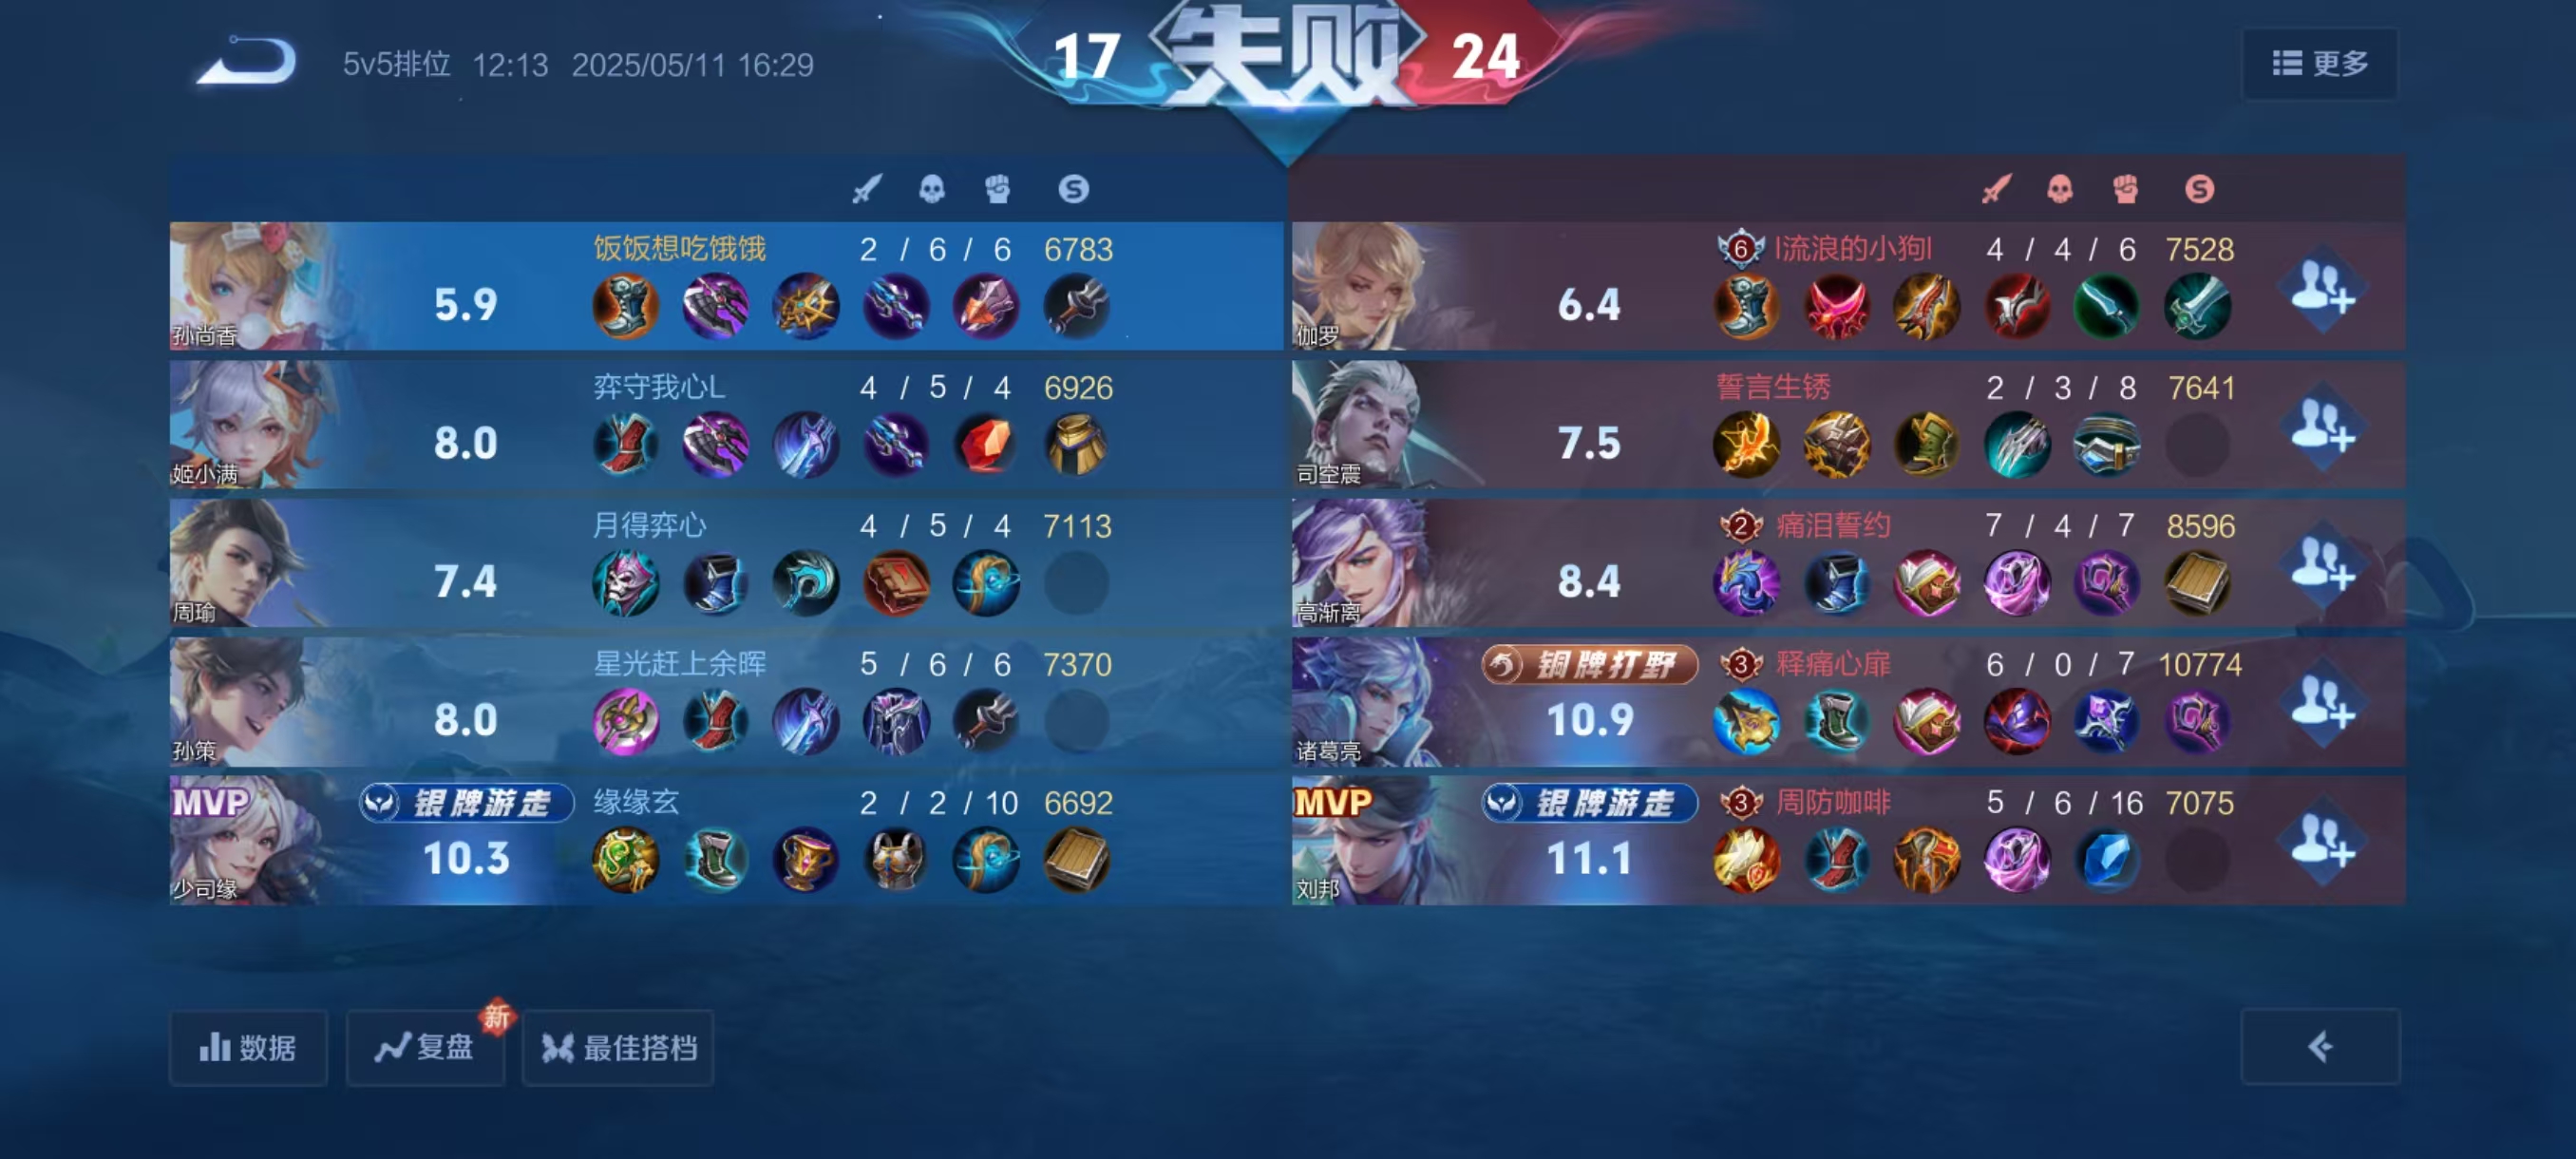 5v5排位 12:13 2025/05/11 16:29
17 失败 24
更多
孙尚香 5.9 饭饭想吃饿饿 2 / 6 / 6 6783
姬小满 8.0 弈守我心L 4 / 5 / 4 6926
周瑜 7.4 月得弈心 4 / 5 / 4 7113
孙策 8.0 星光赶上余晖 5 / 6 / 6 7370
MVP 少司缘 银牌游走 10.3 缘缘玄 2 / 2 / 10 6692
伽罗 6.4 6 I流浪的小狗I 4 / 4 / 6 7528
司空震 7.5 誓言生锈 2 / 3 / 8 7641
高渐离 8.4 2 痛泪誓约 7 / 4 / 7 8596
诸葛亮 铜牌打野 10.9 3 释痛心扉 6 / 0 / 7 10774
MVP 刘邦 银牌游走 11.1 3 周防咖啡 5 / 6 / 16 7075
数据
复盘 新
最佳搭档